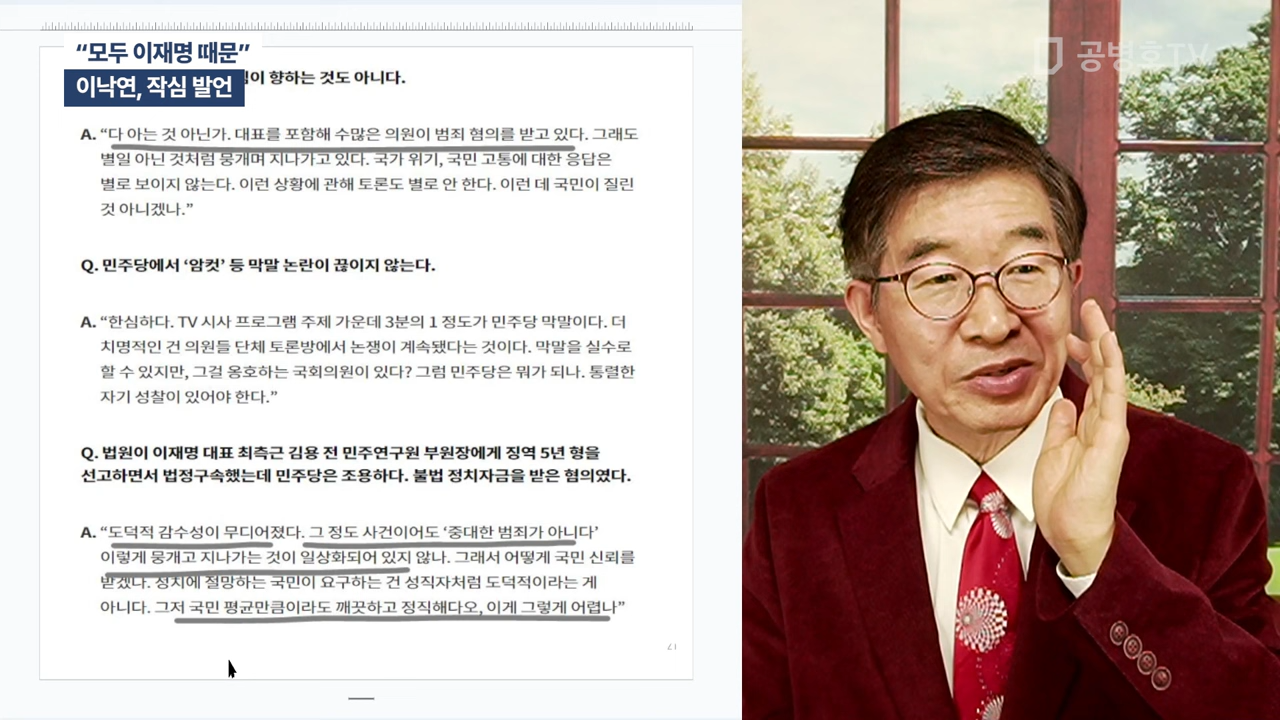 “모두 이재명 때문”
이낙연, 작심 발언
이 향하는 것도 아니다.
A. “다 아는 것 아닌가. 대표를 포함해 수많은 의원이 범죄 혐의를 받고 있다. 그래도
별일 아닌 것처럼 뭉개며 지나가고 있다. 국가 위기, 국민 고통에 대한 응답은
별로 보이지 않는다. 이런 상황에 관해 토론도 별로 안 한다. 이런 데 국민이 질린
것 아니겠나.”
Q. 민주당에서 ‘암컷’ 등 막말 논란이 끊이지 않는다.
A. “한심하다. TV 시사 프로그램 주제 가운데 3분의 1 정도가 민주당 막말이다. 더
치명적인 건 의원들 단체 토론방에서 논쟁이 계속됐다는 것이다. 막말을 실수로
할 수 있지만, 그걸 옹호하는 국회의원이 있다? 그럼 민주당은 뭐가 되나. 통렬한
자기 성찰이 있어야 한다.”
Q. 법원이 이재명 대표 최측근 김용 전 민주연구원 부원장에게 징역 5년 형을
선고하면서 법정구속했는데 민주당은 조용하다. 불법 정치자금을 받은 혐의였다.
A. “도덕적 감수성이 무디어졌다. 그 정도 사건이어도 ‘중대한 범죄가 아니다’
이렇게 뭉개고 지나가는 것이 일상화되어 있지 않나. 그래서 어떻게 국민 신뢰를
받겠나. 정치에 절망하는 국민이 요구하는 건 성직자처럼 도덕적이라는 게
아니다. 그저 국민 평균만큼이라도 깨끗하고 정직해다오, 이게 그렇게 어렵나”
공병호TV